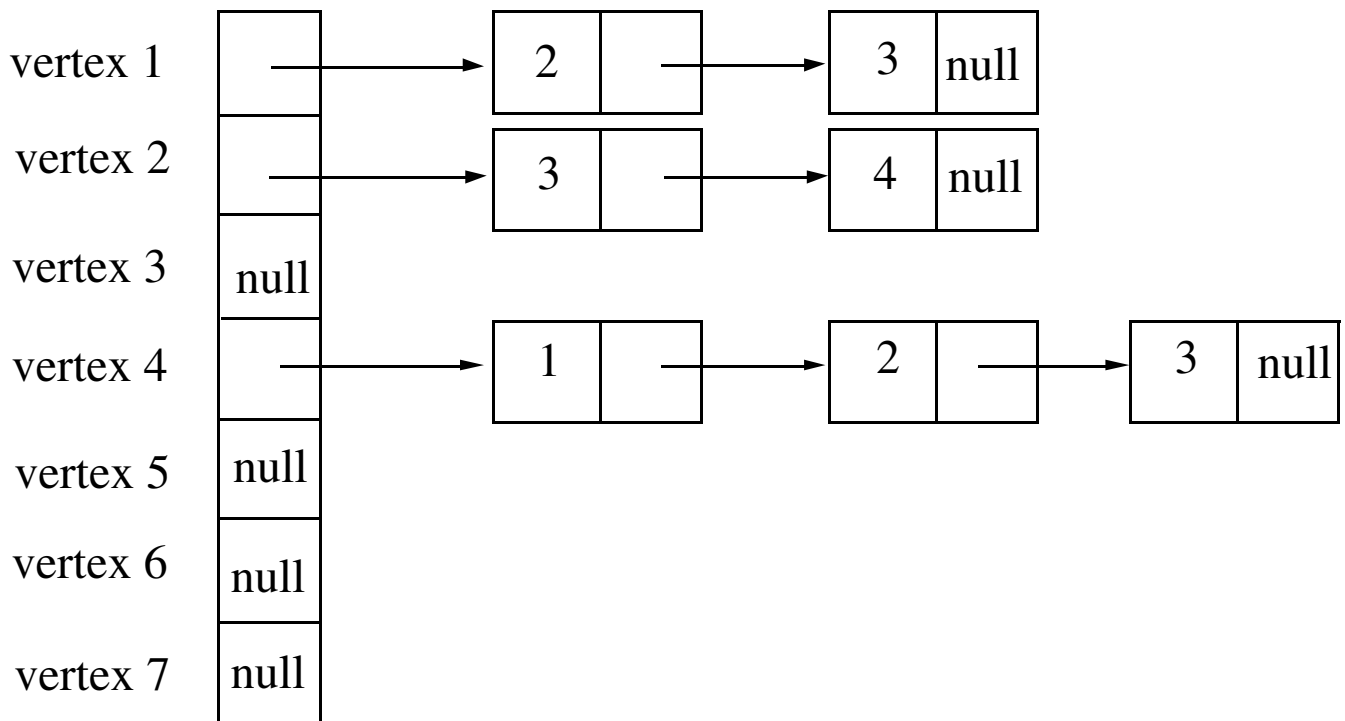 vertex 1 2 3 null
vertex 2 3 4 null
vertex 3 null
vertex 4 1 2 3 null
vertex 5 null
vertex 6 null
vertex 7 null